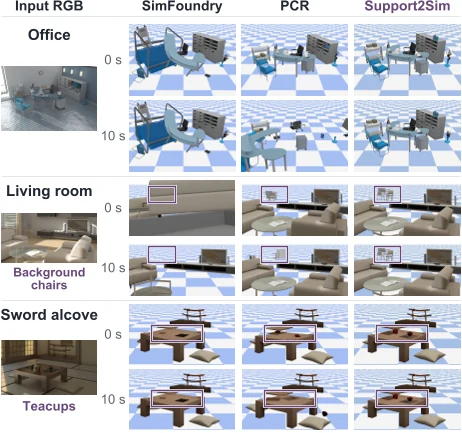 Input RGB SimFoundry PCR Support2Sim
Office
0 s
10 s
Living room
0 s
Background
chairs
10 s
Sword alcove
0 s
Teacups
10 s